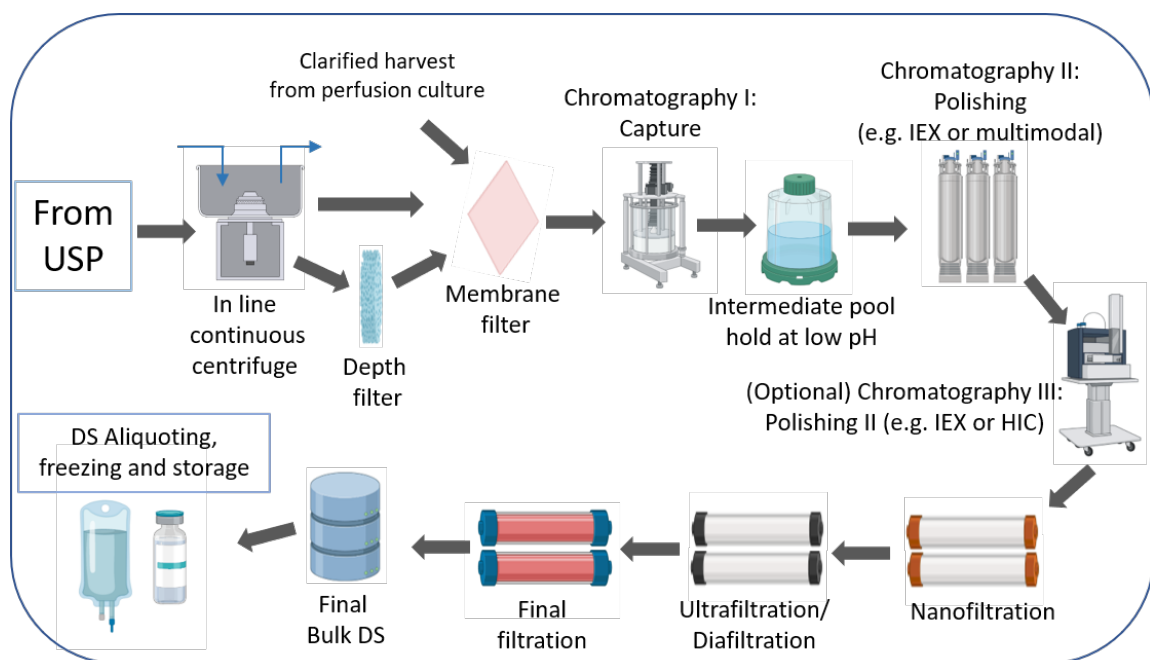 Clarified harvest
from perfusion culture
Chromatography I:
Capture
Chromatography II:
Polishing
(e.g. IEX or multimodal)
From
USP
In line
continuous
centrifuge
Depth
filter
Membrane
filter
Intermediate pool
hold at low pH
(Optional) Chromatography III:
Polishing II (e.g. IEX or HIC)
DS Aliquoting,
freezing and storage
Final
Bulk DS
Final
filtration
Ultrafiltration/
Diafiltration
Nanofiltration